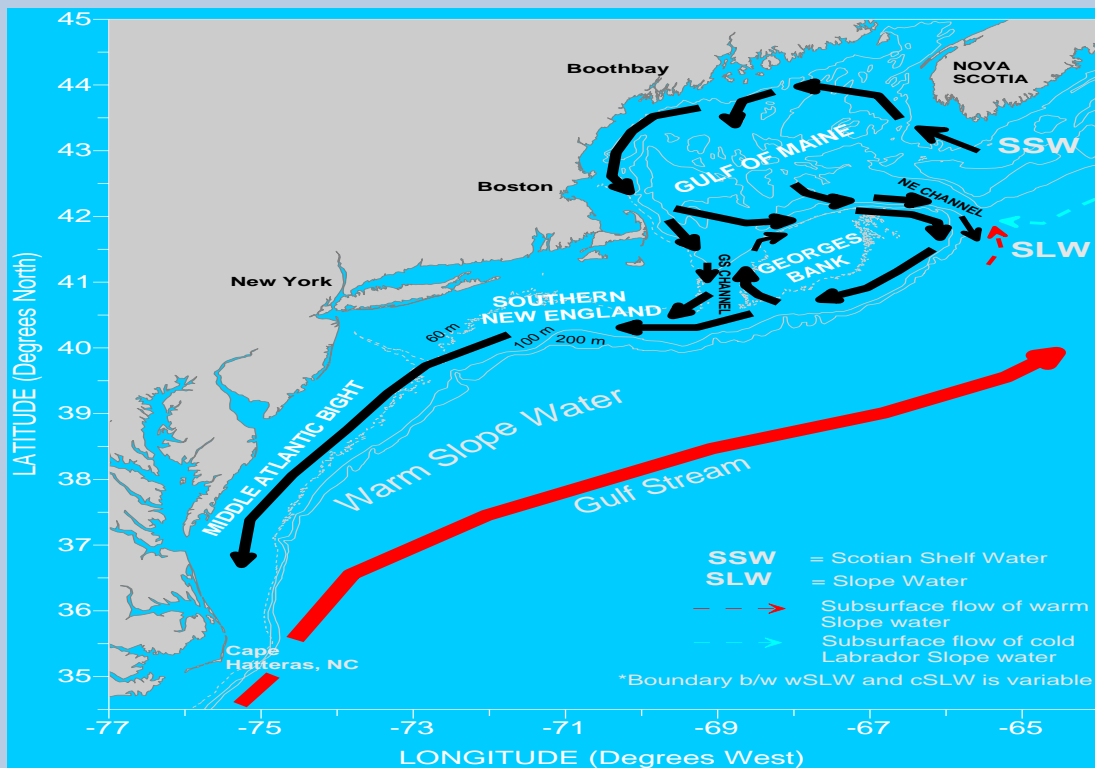 45
44
43
42
41
40
39
38
37
36
35
LATITUDE (Degrees North)
Boothbay
NOVA
SCOTIA
SSW
GULF OF MAINE
Boston
NE CHANNEL
SLW
GEORGES
BANK
GS CHANNEL
New York
SOUTHERN
NEW ENGLAND
60 m
100 m
200 m
MIDDLE ATLANTIC BIGHT
Warm Slope Water
Gulf Stream
SSW = Scotian Shelf Water
SLW = Slope Water
Subsurface flow of warm
Slope water
Subsurface flow of cold
Labrador Slope water
*Boundary b/w wSLW and cSLW is variable
Cape
Hatteras, NC
-77 -75 -73 -71 -69 -67 -65
LONGITUDE (Degrees West)